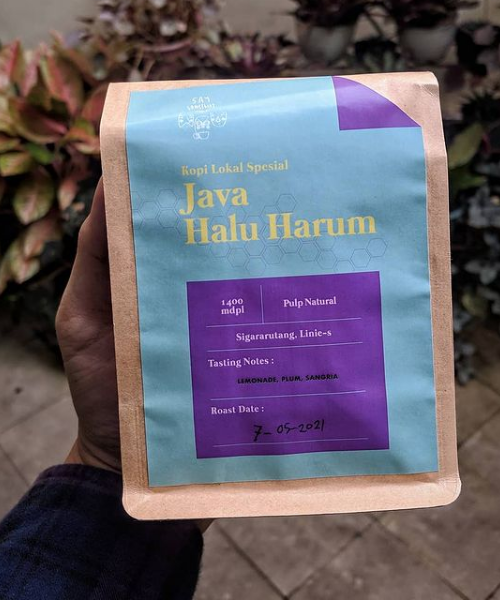 Kopi Lokal Spesial
Java
Halu Harum
1400
mdpl
Pulp Natural
Sigararutang, Linie-s
Tasting Notes :
LEMONADE, PLUM, SANGRIA
Roast Date :
7-05-2021